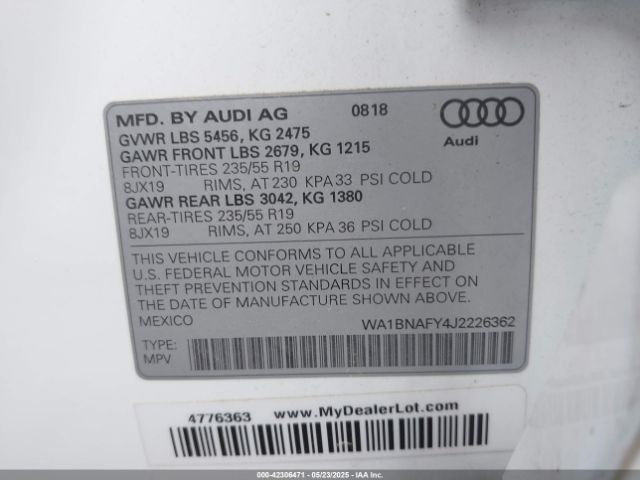 MFD. BY AUDI AG 0818
GVWR LBS 5456, KG 2475
GAWR FRONT LBS 2679, KG 1215
FRONT-TIRES 235/55 R19
8JX19 RIMS, AT 230 KPA 33 PSI COLD
GAWR REAR LBS 3042, KG 1380
REAR-TIRES 235/55 R19
8JX19 RIMS, AT 250 KPA 36 PSI COLD
Audi
THIS VEHICLE CONFORMS TO ALL APPLICABLE
U.S. FEDERAL MOTOR VEHICLE SAFETY AND
THEFT PREVENTION STANDARDS IN EFFECT ON
THE DATE OF MANUFACTURE SHOWN ABOVE.
MEXICO WA1BNAFY4J2226362
TYPE:
MPV
4776363 www.MyDealerLot.com
000-42306471 - 05/23/2025 - IAAI.COM